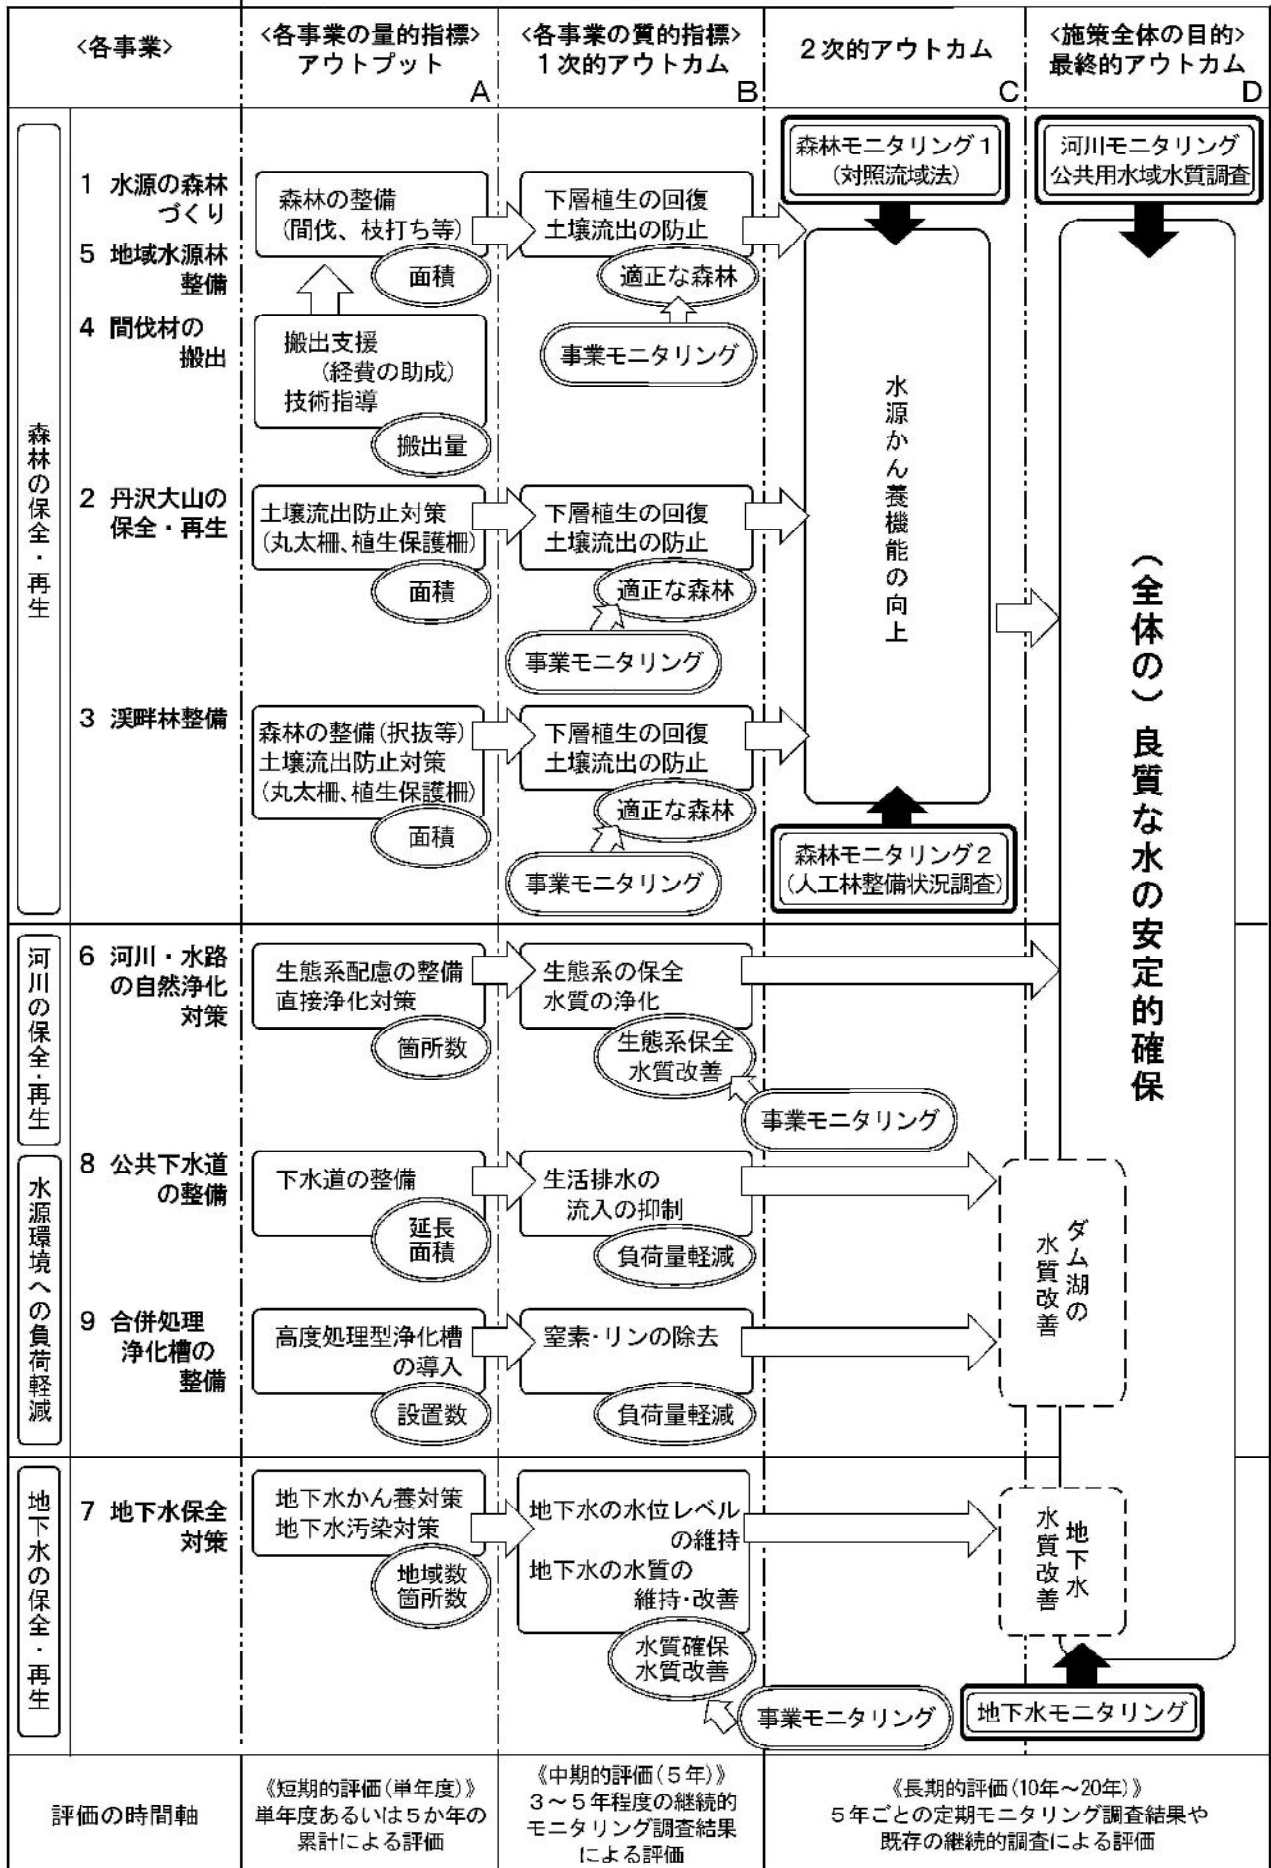 <各事業>
<各事業の量的指標>
アウトプット
A
<各事業の質的指標>
1次的アウトカム
B
2次的アウトカム
C
<施策全体の目的>
最終的アウトカム
D
森林の保全・再生
1 水源の森林
づくり
5 地域水源林
整備
4 間伐材の
搬出
森林の整備
(間伐、枝打ち等)
面積
搬出支援
(経費の助成)
技術指導
搬出量
下層植生の回復
土壌流出の防止
適正な森林
事業モニタリング
森林モニタリング1
(対照流域法)
河川モニタリング
公共用水域水質調査
水源かん養機能の向上
(全体の)良質な水の安定的確保
2 丹沢大山の
保全・再生
土壌流出防止対策
(丸太柵、植生保護柵)
面積
下層植生の回復
土壌流出の防止
適正な森林
事業モニタリング
3 渓畔林整備
森林の整備(択抜等)
土壌流出防止対策
(丸太柵、植生保護柵)
面積
下層植生の回復
土壌流出の防止
適正な森林
事業モニタリング
森林モニタリング2
(人工林整備状況調査)
河川の保全・再生
6 河川・水路
の自然浄化
対策
生態系配慮の整備
直接浄化対策
箇所数
生態系の保全
水質の浄化
生態系保全
水質改善
事業モニタリング
水源環境への負荷軽減
8 公共下水道
の整備
下水道の整備
延長
面積
生活排水の
流入の抑制
負荷量軽減
ダム湖の
水質改善
9 合併処理
浄化槽の
整備
高度処理型浄化槽
の導入
設置数
窒素・リンの除去
負荷量軽減
地下水の保全・再生
7 地下水保全
対策
地下水かん養対策
地下水汚染対策
地域数
箇所数
地下水の水位レベル
の維持
地下水の水質の
維持・改善
水質確保
水質改善
事業モニタリング
地下水
水質改善
地下水モニタリング
評価の時間軸
《短期的評価(単年度)》
単年度あるいは5か年の
累計による評価
《中期的評価(5年)》
3～5年程度の継続的
モニタリング調査結果
による評価
《長期的評価(10年～20年)》
5年ごとの定期モニタリング調査結果や
既存の継続的調査による評価